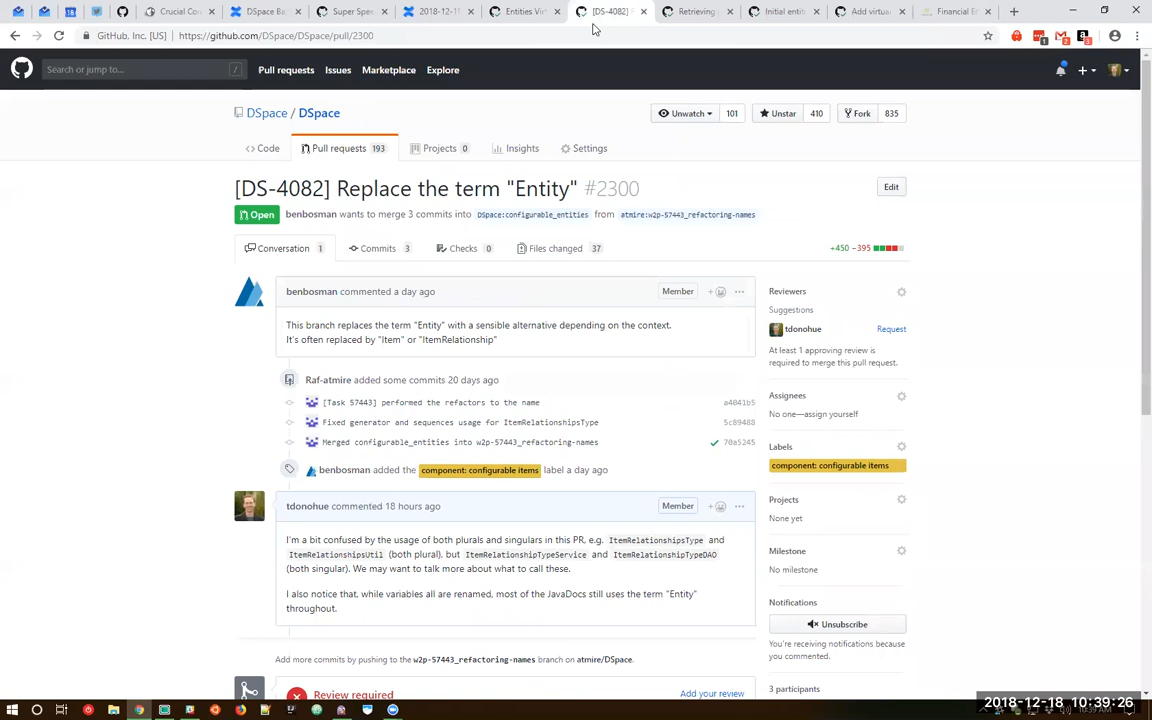 Crucial Co
DSpace Ba
Super Spe
2018-12-1
Entities Vi
[DS-4082] F
Retrieving
Initial entit
Add virtua
Financial E
GitHub, Inc. [US] | https://github.com/DSpace/DSpace/pull/2300
Search or jump to...
/
Pull requests
Issues
Marketplace
Explore
DSpace / DSpace
Unwatch 101
Unstar 410
Fork 835
Code
Pull requests 193
Projects 0
Insights
Settings
[DS-4082] Replace the term "Entity" #2300
Edit
Open
benbosman wants to merge 3 commits into DSpace:configurable_entities from atmire:w2p-57443_refactoring-names
Conversation 1
Commits 3
Checks 0
Files changed 37
+450 −395
benbosman commented a day ago
Member
This branch replaces the term "Entity" with a sensible alternative depending on the context.
It's often replaced by "Item" or "ItemRelationship"
Raf-atmire added some commits 20 days ago
[Task 57443] performed the refactors to the name a4041b5
Fixed generator and sequences usage for ItemRelationshipsType 5c89488
Merged configurable_entities into w2p-57443_refactoring-names 70a5245
benbosman added the component: configurable items label a day ago
tdonohue commented 18 hours ago
Member
I'm a bit confused by the usage of both plurals and singulars in this PR, e.g. ItemRelationshipsType and
ItemRelationshipsUtil (both plural), but ItemRelationshipTypeService and ItemRelationshipTypeDAO
(both singular). We may want to talk more about what to call these.
I also notice that, while variables all are renamed, most of the JavaDocs still uses the term "Entity"
throughout.
Add more commits by pushing to the w2p-57443_refactoring-names branch on atmire/DSpace.
Review required
Add your review
Reviewers
Suggestions
tdonohue Request
At least 1 approving review is
required to merge this pull request.
Assignees
No one—assign yourself
Labels
component: configurable items
Projects
None yet
Milestone
No milestone
Notifications
Unsubscribe
You're receiving notifications because
you commented.
3 participants
2018-12-18 10:39:26